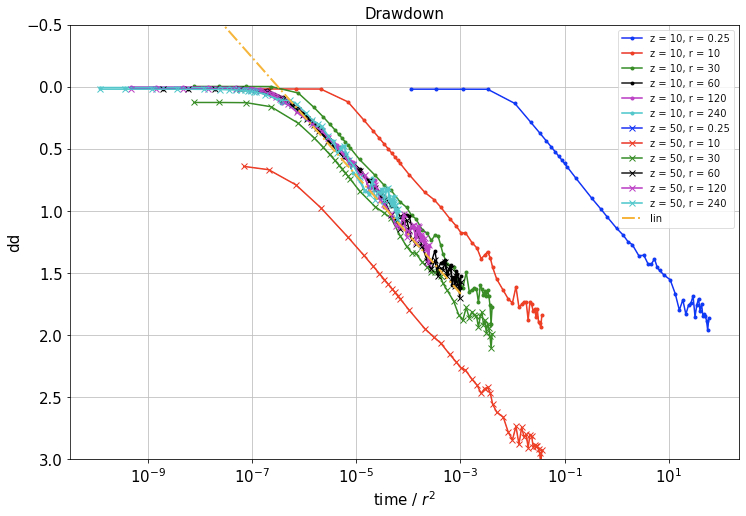 Drawdown
−0.5
0.0
0.5
1.0
1.5
2.0
2.5
3.0
dd
10⁻⁹
10⁻⁷
10⁻⁵
10⁻³
10⁻¹
10¹
time / r²
z = 10, r = 0.25
z = 10, r = 10
z = 10, r = 30
z = 10, r = 60
z = 10, r = 120
z = 10, r = 240
z = 50, r = 0.25
z = 50, r = 10
z = 50, r = 30
z = 50, r = 60
z = 50, r = 120
z = 50, r = 240
lin